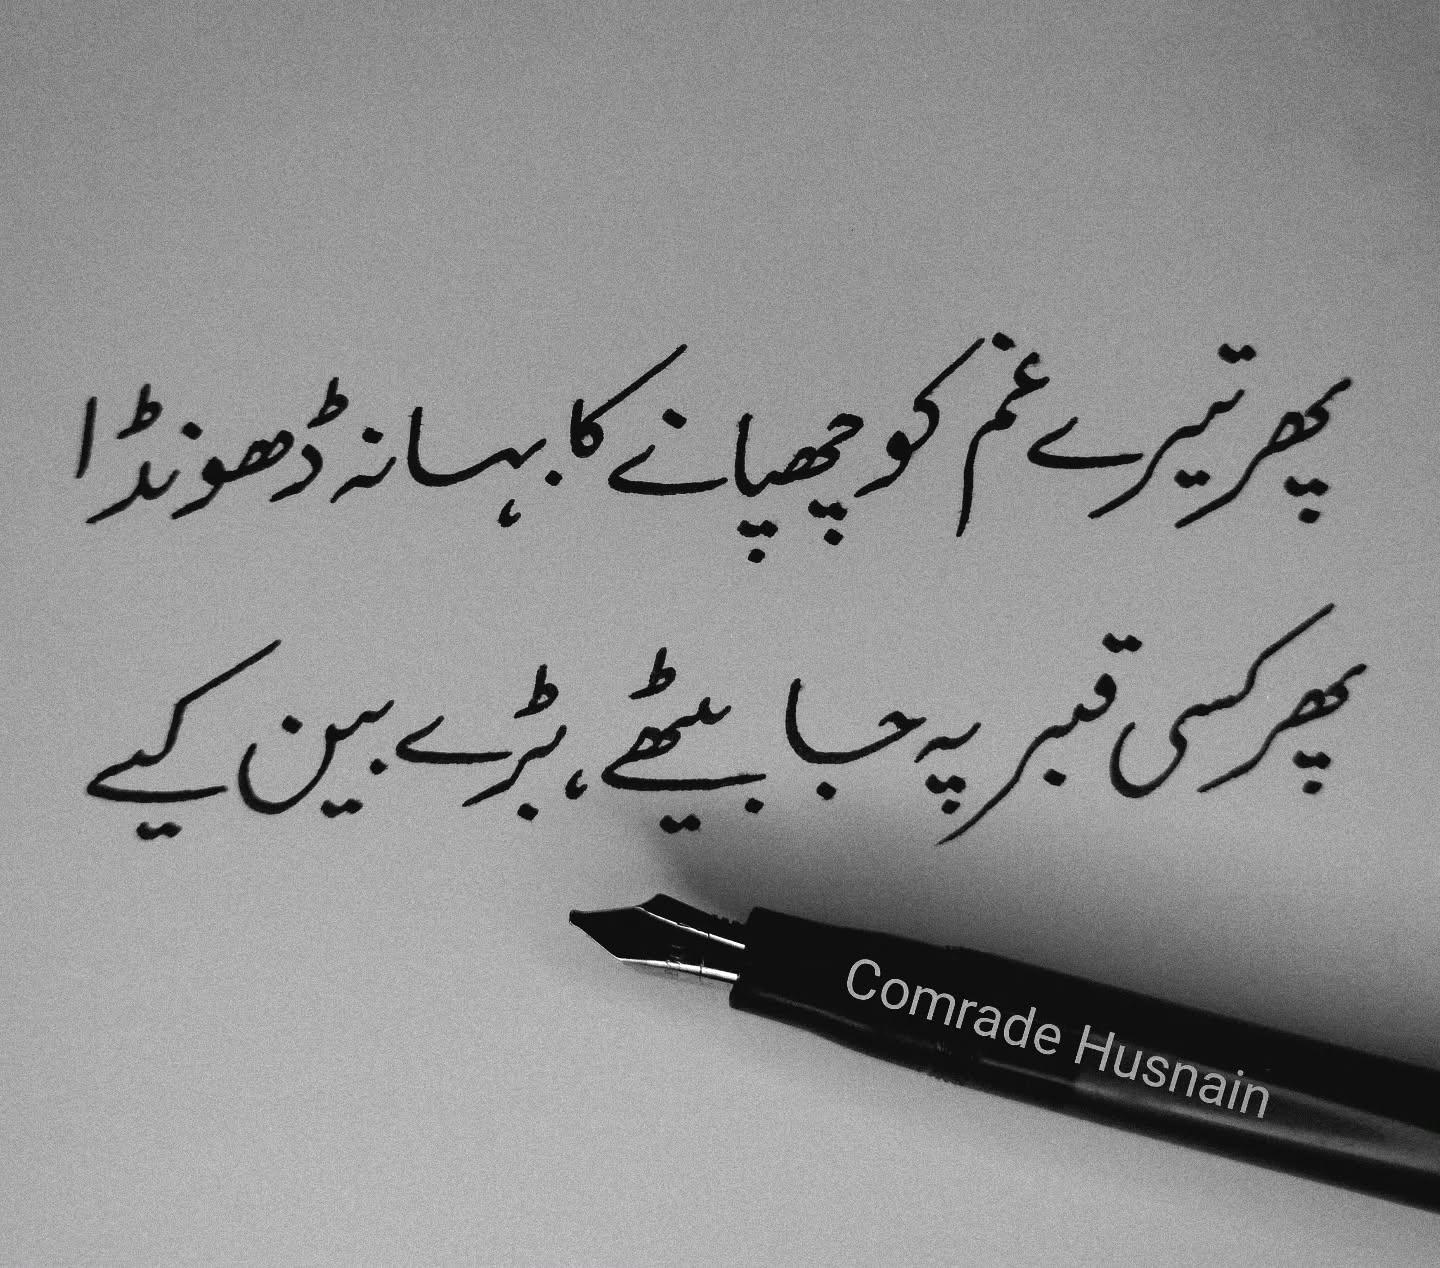 پھر تیرے غم کو چھپانے کا بہانہ ڈھونڈا
پھر کسی قبر پہ جا بیٹھے، بڑے بین کیے
Comrade Husnain